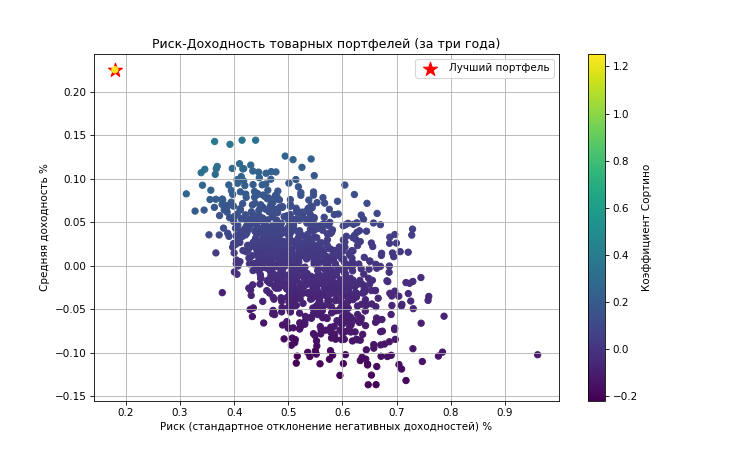 Риск-Доходность товарных портфелей (за три года)
Лучший портфель
Средняя доходность %
0.20
0.15
0.10
0.05
0.00
−0.05
−0.10
−0.15
0.2 0.3 0.4 0.5 0.6 0.7 0.8 0.9
Риск (стандартное отклонение негативных доходностей) %
1.2
1.0
0.8
0.6
0.4
0.2
0.0
−0.2
Коэффициент Сортино